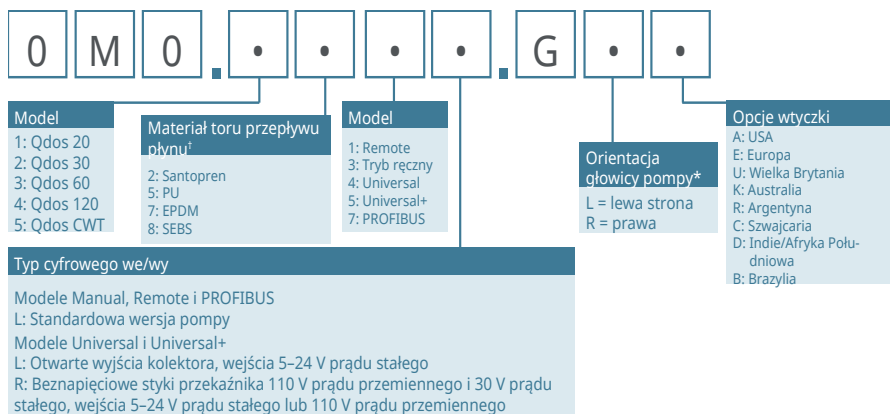 0 M 0 . • • • • . G • •
Model
1: Qdos 20
2: Qdos 30
3: Qdos 60
4: Qdos 120
5: Qdos CWT
Materiał toru przepływu
płynu†
2: Santopren
5: PU
7: EPDM
8: SEBS
Model
1: Remote
3: Tryb ręczny
4: Universal
5: Universal+
7: PROFIBUS
Orientacja
głowicy pompy*
L = lewa strona
R = prawa
Opcje wtyczki
A: USA
E: Europa
U: Wielka Brytania
K: Australia
R: Argentyna
C: Szwajcaria
D: Indie/Afryka Połu-
dniowa
B: Brazylia
Typ cyfrowego we/wy
Modele Manual, Remote i PROFIBUS
L: Standardowa wersja pompy
Modele Universal i Universal+
L: Otwarte wyjścia kolektora, wejścia 5–24 V prądu stałego
R: Beznapięciowe styki przekaźnika 110 V prądu przemiennego i 30 V prądu
stałego, wejścia 5–24 V prądu stałego lub 110 V prądu przemiennego